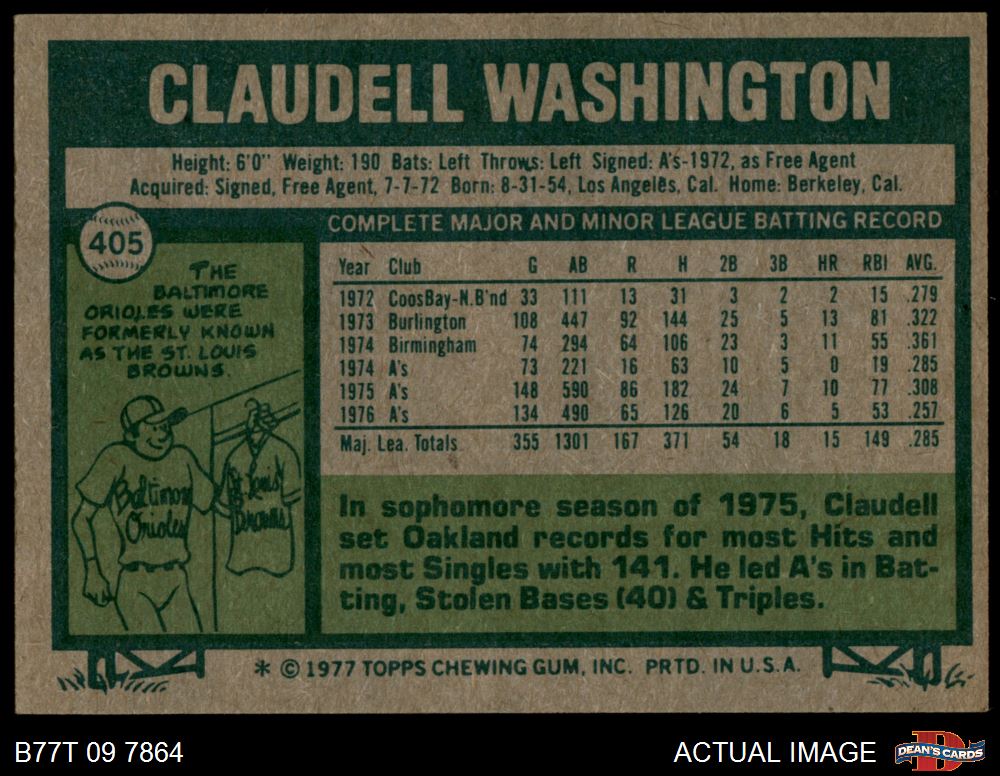 CLAUDELL WASHINGTON
Height: 6'0" Weight: 190 Bats: Left Throws: Left Signed: A's-1972, as Free Agent
Acquired: Signed, Free Agent, 7-7-72 Born: 8-31-54, Los Angeles, Cal. Home: Berkeley, Cal.
405
THE
BALTIMORE
ORIOLES WERE
FORMERLY KNOWN
AS THE ST. LOUIS
BROWNS.
Baltimore
Orioles
St. Louis
Browns
COMPLETE MAJOR AND MINOR LEAGUE BATTING RECORD
Year Club G AB R H 2B 3B HR RBI AVG.
1972 CoosBay-N.B'nd 33 111 13 31 3 2 2 15 .279
1973 Burlington 108 447 92 144 25 5 13 81 .322
1974 Birmingham 74 294 64 106 23 3 11 55 .361
1974 A's 73 221 16 63 10 5 0 19 .285
1975 A's 148 590 86 182 24 7 10 77 .308
1976 A's 134 490 65 126 20 6 5 53 .257
Maj. Lea. Totals 355 1301 167 371 54 18 15 149 .285
In sophomore season of 1975, Claudell
set Oakland records for most Hits and
most Singles with 141. He led A's in Bat-
ting, Stolen Bases (40) & Triples.
* © 1977 TOPPS CHEWING GUM, INC. PRTD. IN U.S.A.
B77T 09 7864
ACTUAL IMAGE
DEAN'S CARDS